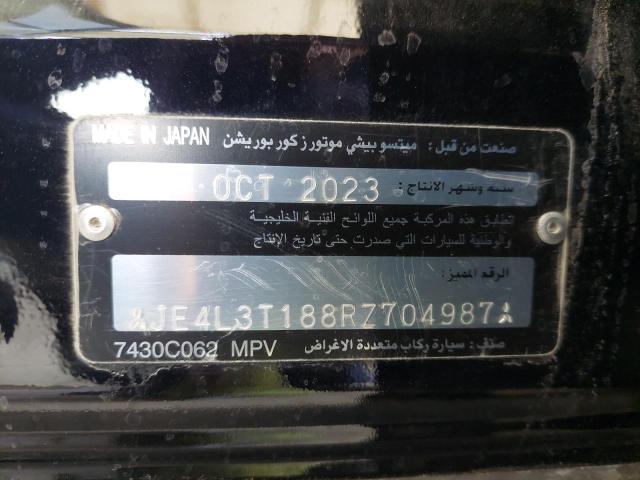 MADE IN JAPAN صنعت من قبل: ميتسوبيشي موتورز كوربوريشن
سنه وشهر الانتاج: OCT 2023
تطابق هذه المركبة جميع اللوائح الفنية الخليجية
والوطنية للسيارات التي صدرت حتى تاريخ الإنتاج
الرقم المميز:
JE4L3T188RZ704987
7430C062 MPV صنف: سيارة ركاب متعددة الاغراض